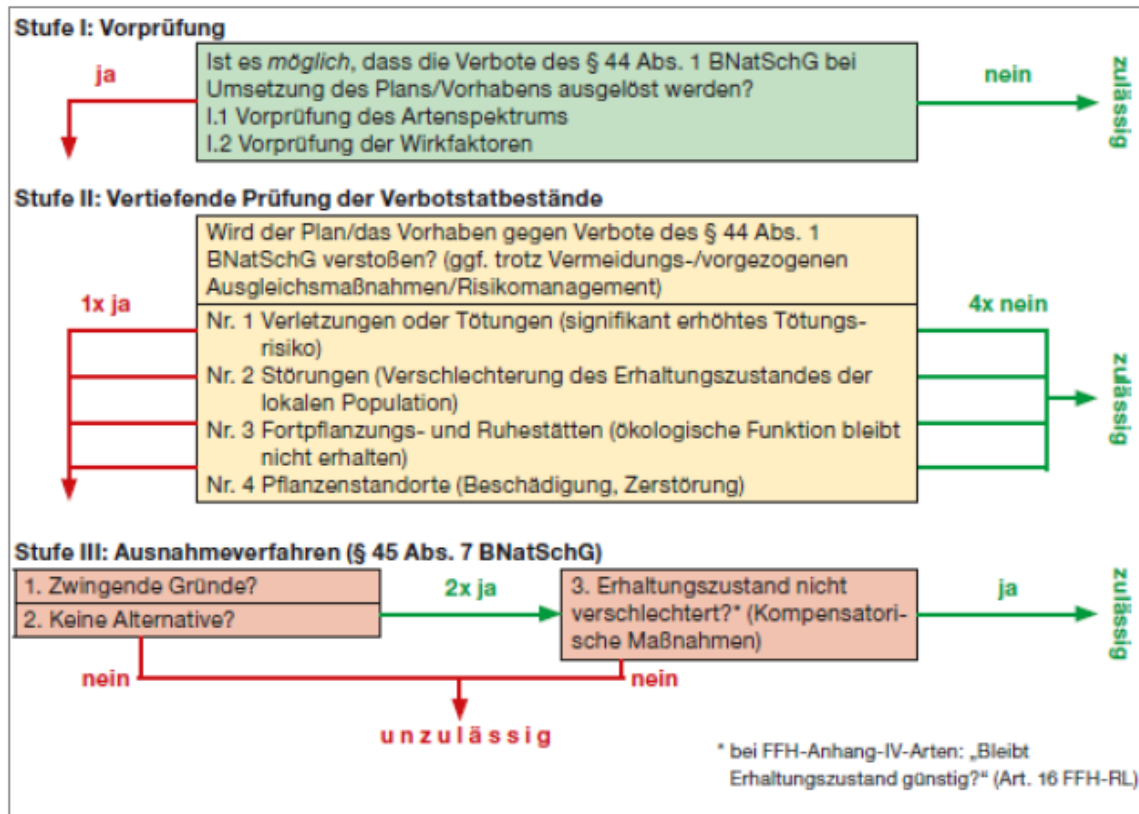 Stufe I: Vorprüfung
ja
Ist es möglich, dass die Verbote des § 44 Abs. 1 BNatSchG bei
Umsetzung des Plans/Vorhabens ausgelöst werden?
I.1 Vorprüfung des Artenspektrums
I.2 Vorprüfung der Wirkfaktoren
nein
zulässig
Stufe II: Vertiefende Prüfung der Verbotstatbestände
Wird der Plan/das Vorhaben gegen Verbote des § 44 Abs. 1
BNatSchG verstoßen? (ggf. trotz Vermeidungs-/vorgezogenen
Ausgleichsmaßnahmen/Risikomanagement)
1x ja
Nr. 1 Verletzungen oder Tötungen (signifikant erhöhtes Tötungs-
risiko)
Nr. 2 Störungen (Verschlechterung des Erhaltungszustandes der
lokalen Population)
Nr. 3 Fortpflanzungs- und Ruhestätten (ökologische Funktion bleibt
nicht erhalten)
Nr. 4 Pflanzenstandorte (Beschädigung, Zerstörung)
4x nein
zulässig
Stufe III: Ausnahmeverfahren (§ 45 Abs. 7 BNatSchG)
1. Zwingende Gründe?
2. Keine Alternative?
2x ja
3. Erhaltungszustand nicht
verschlechtert?* (Kompensatori-
sche Maßnahmen)
ja
zulässig
nein
nein
unzulässig
* bei FFH-Anhang-IV-Arten: „Bleibt
Erhaltungszustand günstig?“ (Art. 16 FFH-RL)